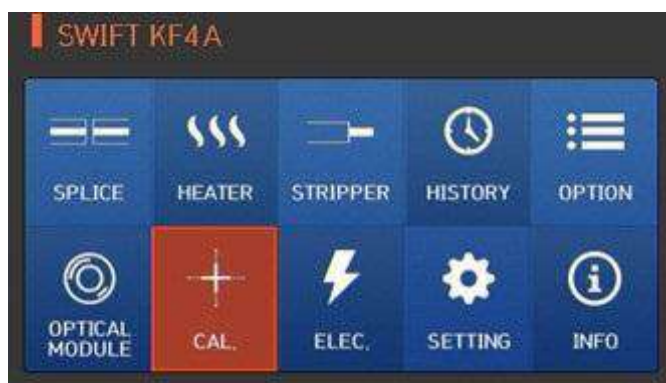 SWIFT KF4A
SPLICE HEATER STRIPPER HISTORY OPTION
OPTICAL
MODULE CAL. ELEC. SETTING INFO